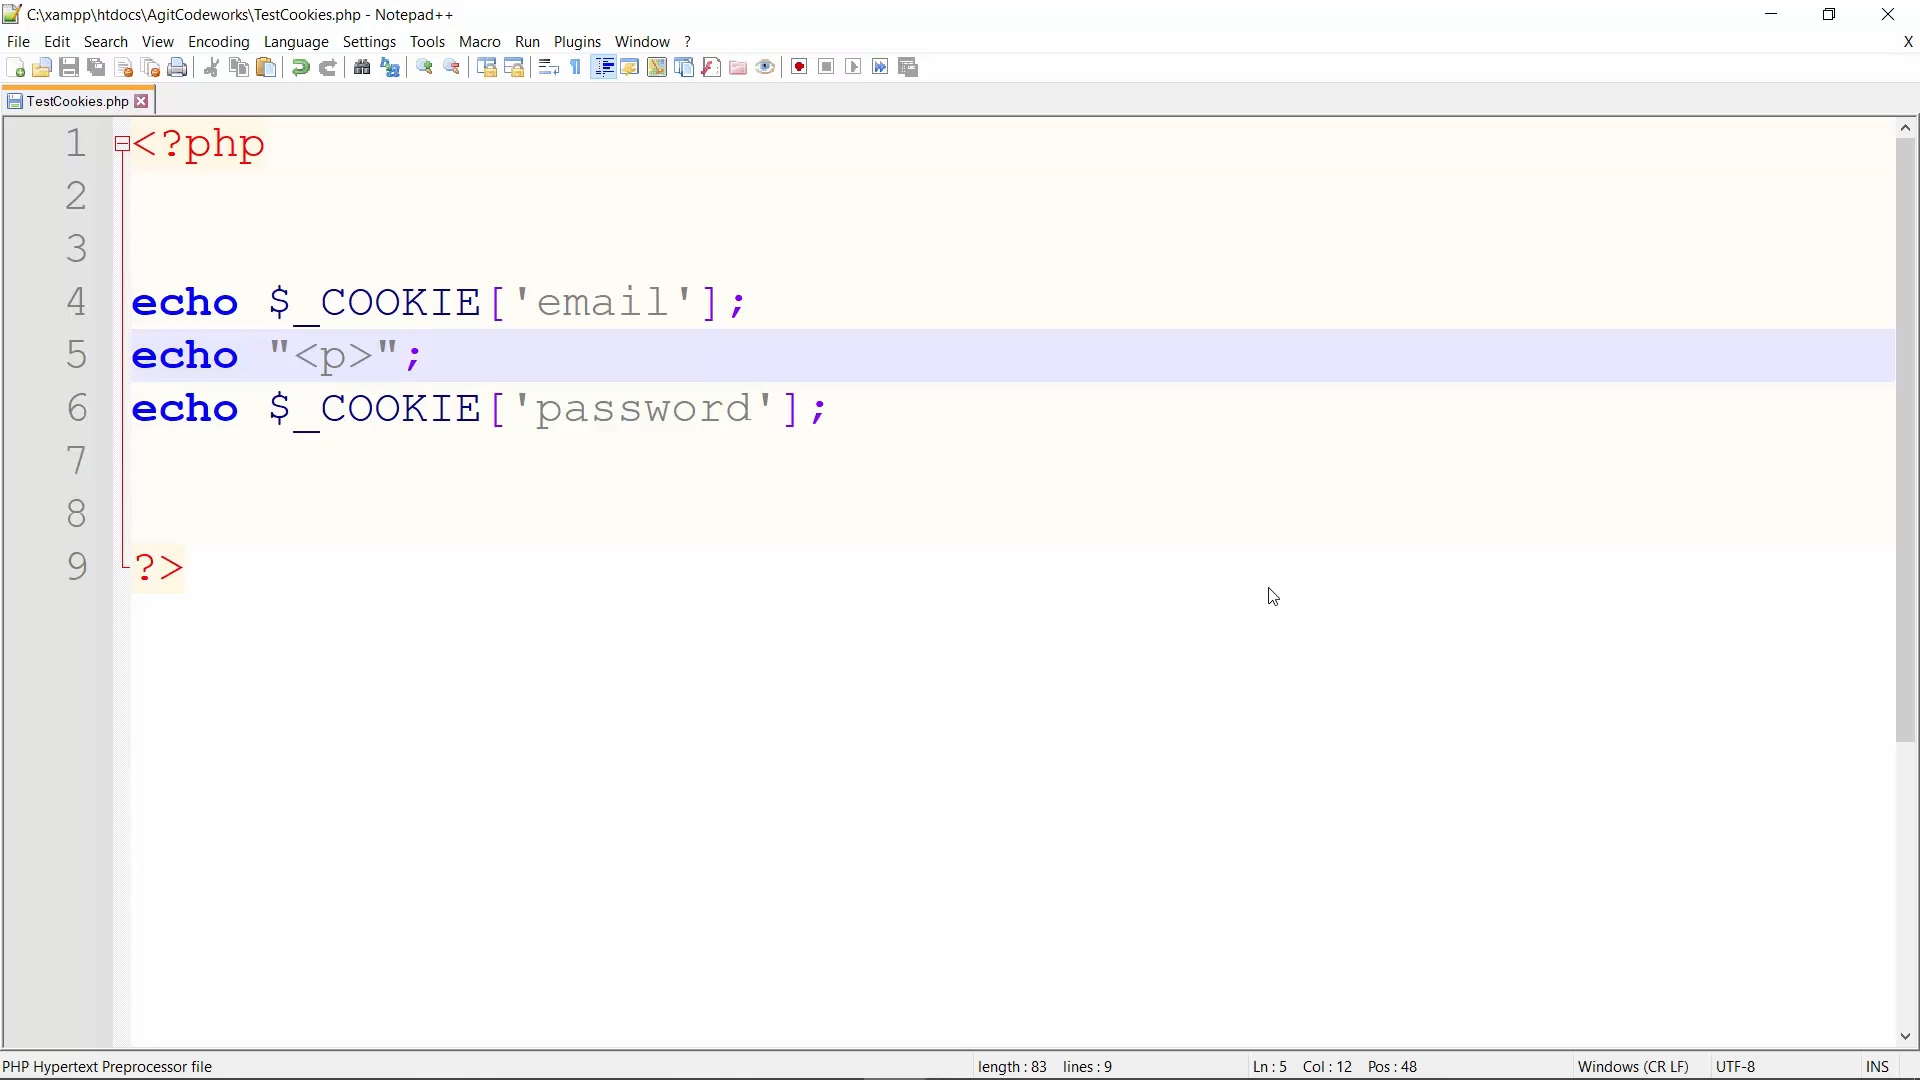 C:\xampp\htdocs\AgitCodeworks\TestCookies.php - Notepad++
File Edit Search View Encoding Language Settings Tools Macro Run Plugins Window ? X
TestCookies.php
1 <?php
2
3
4 echo $_COOKIE['email'];
5 echo "<p>";
6 echo $_COOKIE['password'];
7
8
9 ?>
PHP Hypertext Preprocessor file length : 83 lines : 9 Ln : 5 Col : 12 Pos : 48 Windows (CR LF) UTF-8 INS